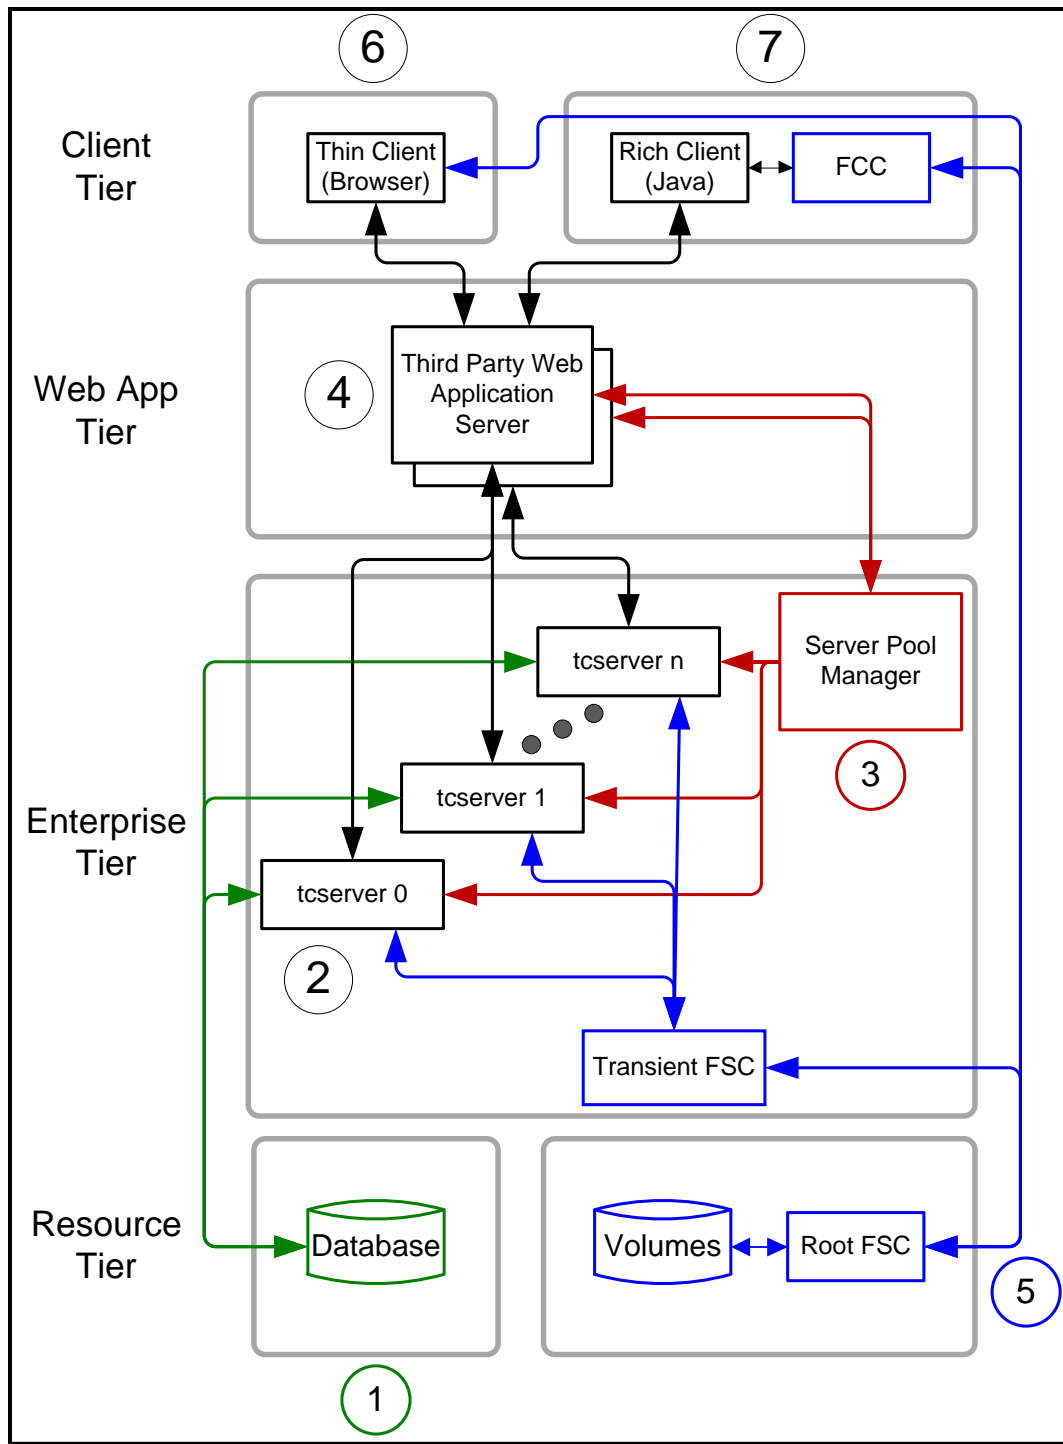 6
7
Client
Tier
Thin Client
(Browser)
Rich Client
(Java)
FCC
Web App
Tier
4
Third Party Web
Application
Server
Server Pool
Manager
tcserver n
3
tcserver 1
Enterprise
Tier
tcserver 0
2
Transient FSC
Resource
Tier
Database
Volumes
Root FSC
5
1